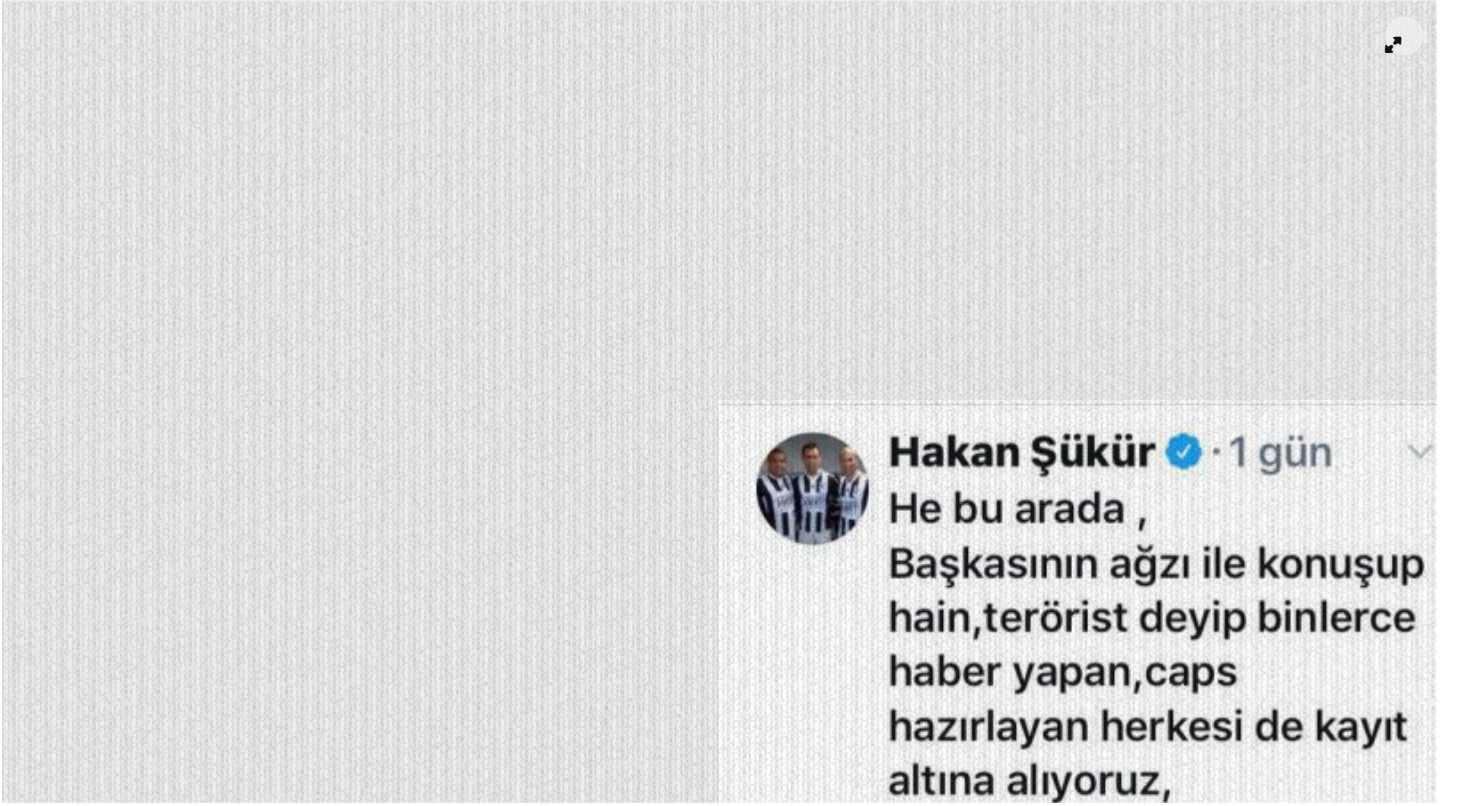 Hakan Şükür · 1 gün
He bu arada ,
Başkasının ağzı ile konuşup
hain,terörist deyip binlerce
haber yapan,caps
hazırlayan herkesi de kayıt
altına alıyoruz,